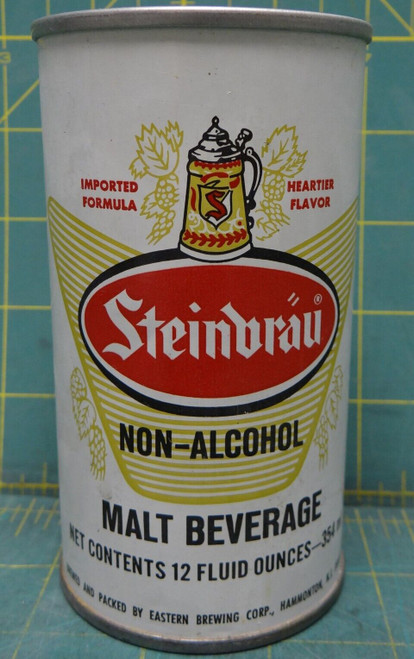 IMPORTED
FORMULA
HEARTIER
FLAVOR
S
Steinbräu®
NON-ALCOHOL
MALT BEVERAGE
NET CONTENTS 12 FLUID OUNCES—354
AND PACKED BY EASTERN BREWING CORP., HAMMONTON, N.J.